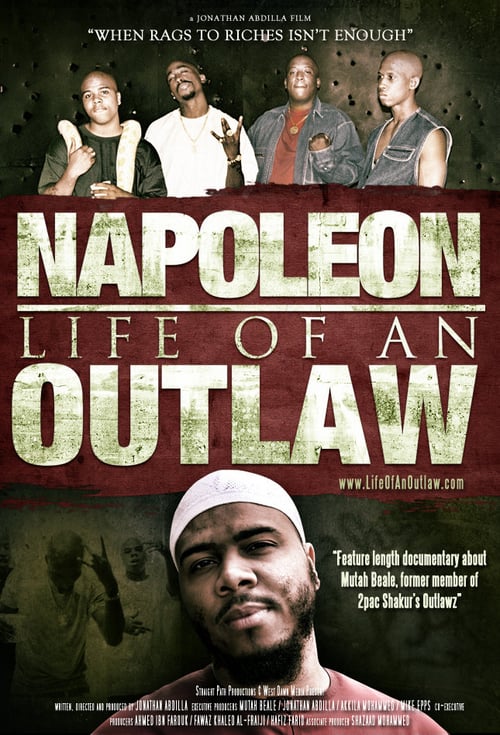 a JONATHAN ABDILLA FILM
“WHEN RAGS TO RICHES ISN'T ENOUGH”
NAPOLEON
LIFE OF AN
OUTLAW
www.LifeOfAnOutlaw.com
“Feature length documentary about
Mutah Beale, former member of
2pac Shakur's Outlawz”
STRAIGHT PATH PRODUCTIONS & WEST DAWN MEDIA PRESENT
WRITTEN, DIRECTED AND PRODUCED BY JONATHAN ABDILLA EXECUTIVE PRODUCERS MUTAH BEALE / JONATHAN ABDILLA / AKKILA MOHAMMED / MIKE EPPS CO-EXECUTIVE
PRODUCERS AHMED IBN FAROUK / FAWAZ KHALED AL-FRAIJI / HAFIZ FARID ASSOCIATE PRODUCER SHAZAAD MOHAMMED